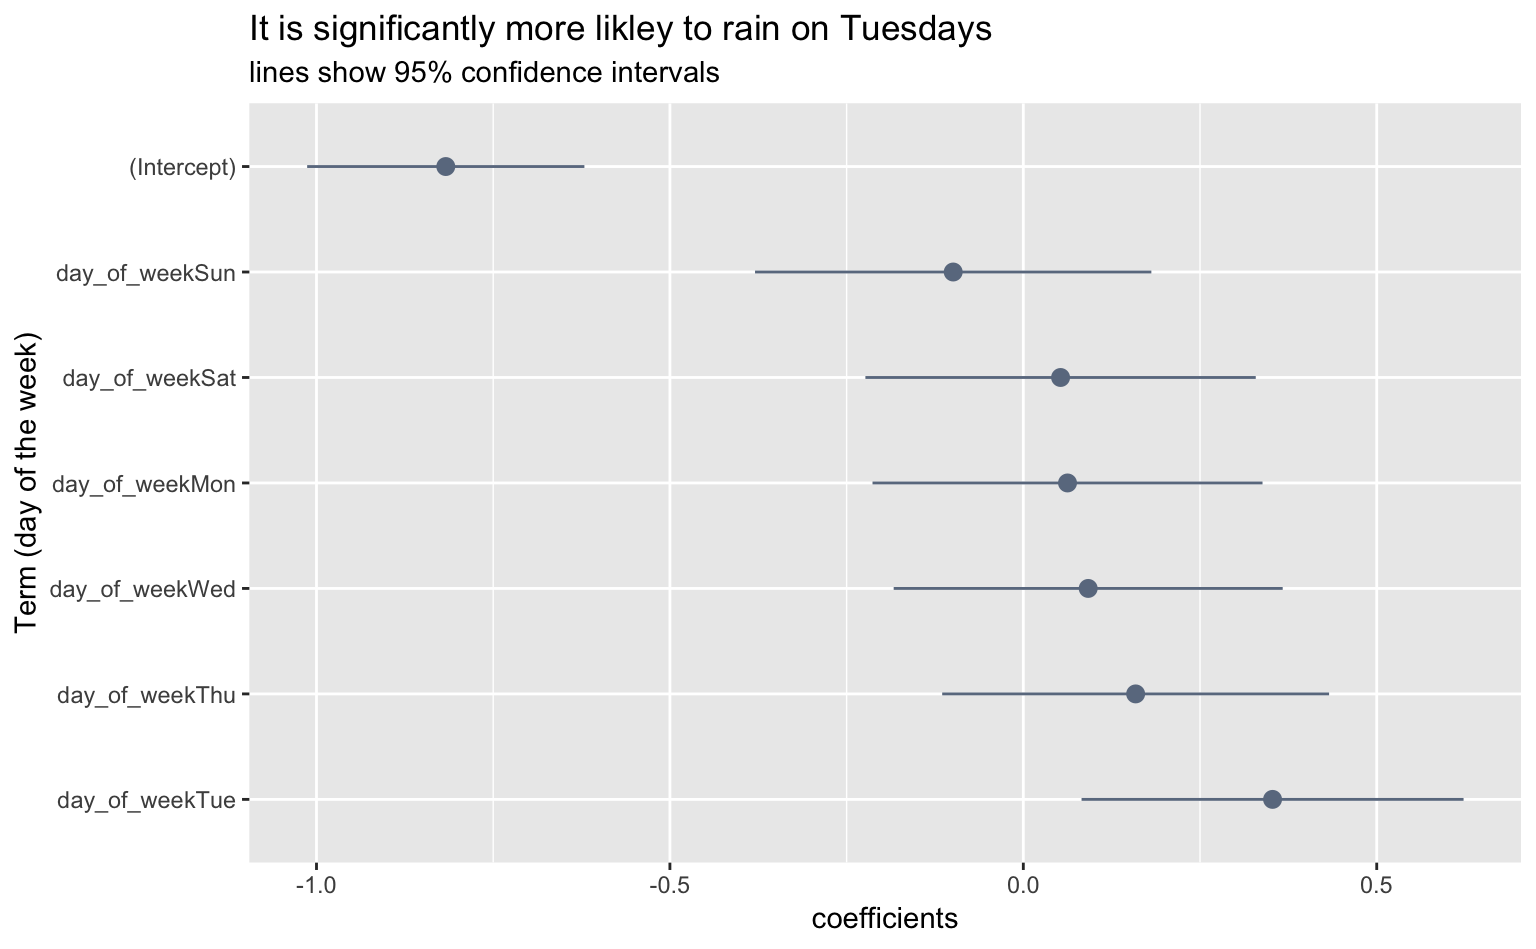 It is significantly more likley to rain on Tuesdays
lines show 95% confidence intervals
Term (day of the week)
(Intercept)
day_of_weekSun
day_of_weekSat
day_of_weekMon
day_of_weekWed
day_of_weekThu
day_of_weekTue
-1.0
-0.5
0.0
0.5
coefficients